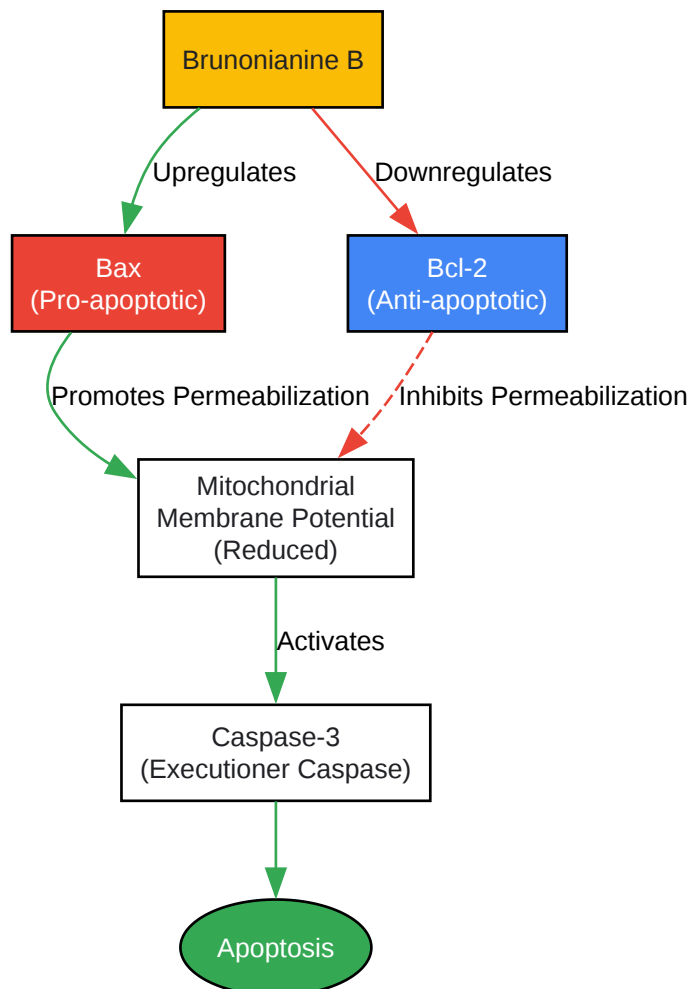 Brunonianine B
Upregulates
Downregulates
Bax
(Pro-apoptotic)
Bcl-2
(Anti-apoptotic)
Promotes Permeabilization
Inhibits Permeabilization
Mitochondrial
Membrane Potential
(Reduced)
Activates
Caspase-3
(Executioner Caspase)
Apoptosis